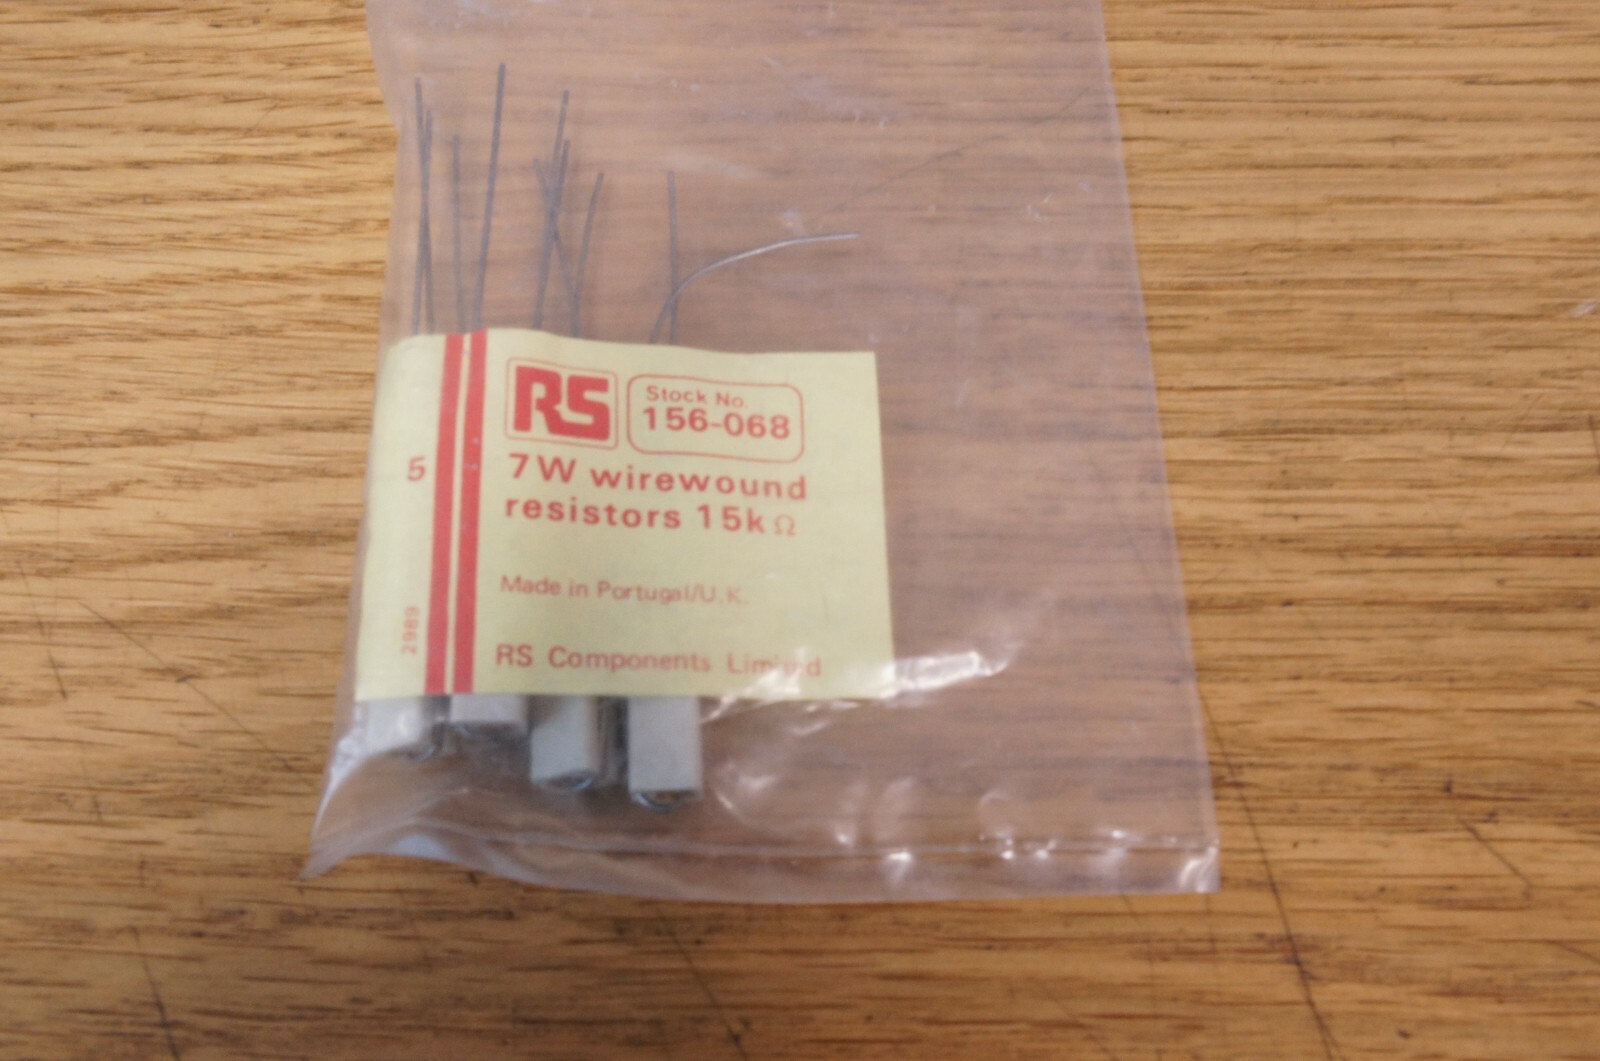 RS
Stock No.
156-068
5
7W wirewound
resistors 15kΩ
Made in Portugal/U.K.
2989
RS Components Limited